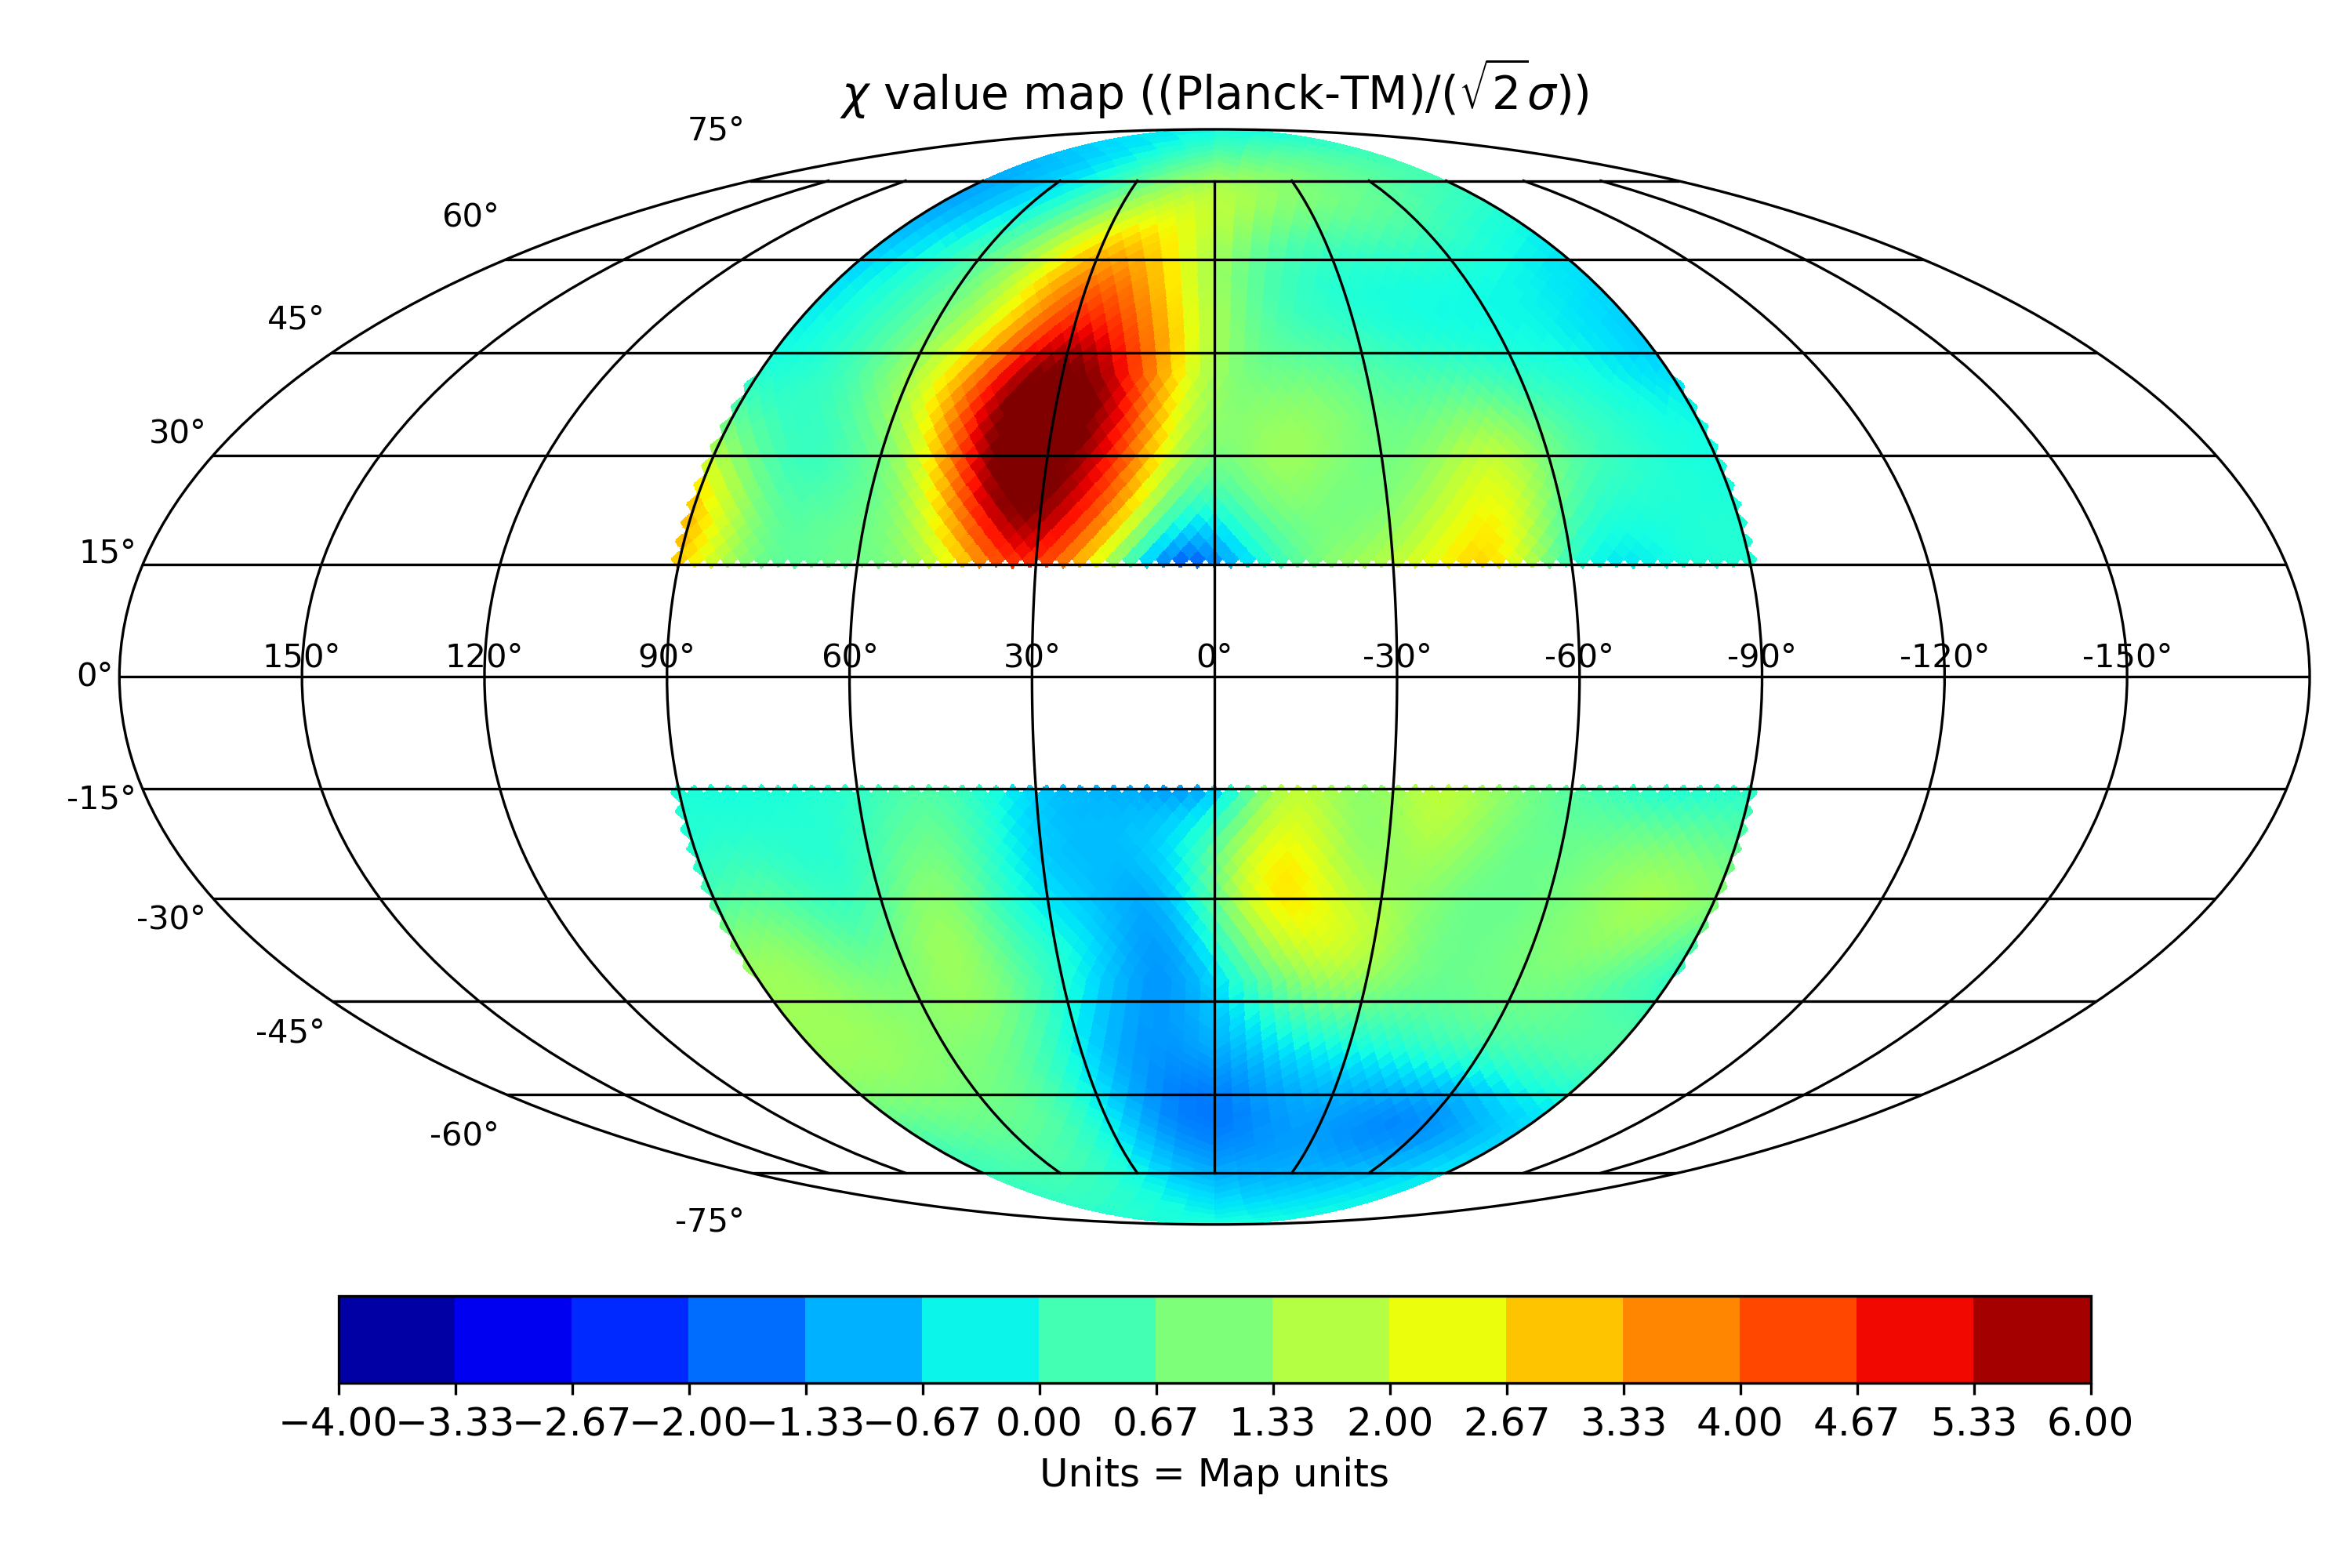 χ value map ((Planck-TM)/(√2σ))
75°
60°
45°
30°
15°
150° 120° 90° 60° 30° 0° -30° -60° -90° -120° -150°
0°
-15°
-30°
-45°
-60°
-75°
−4.00 −3.33 −2.67 −2.00 −1.33 −0.67 0.00 0.67 1.33 2.00 2.67 3.33 4.00 4.67 5.33 6.00
Units = Map units